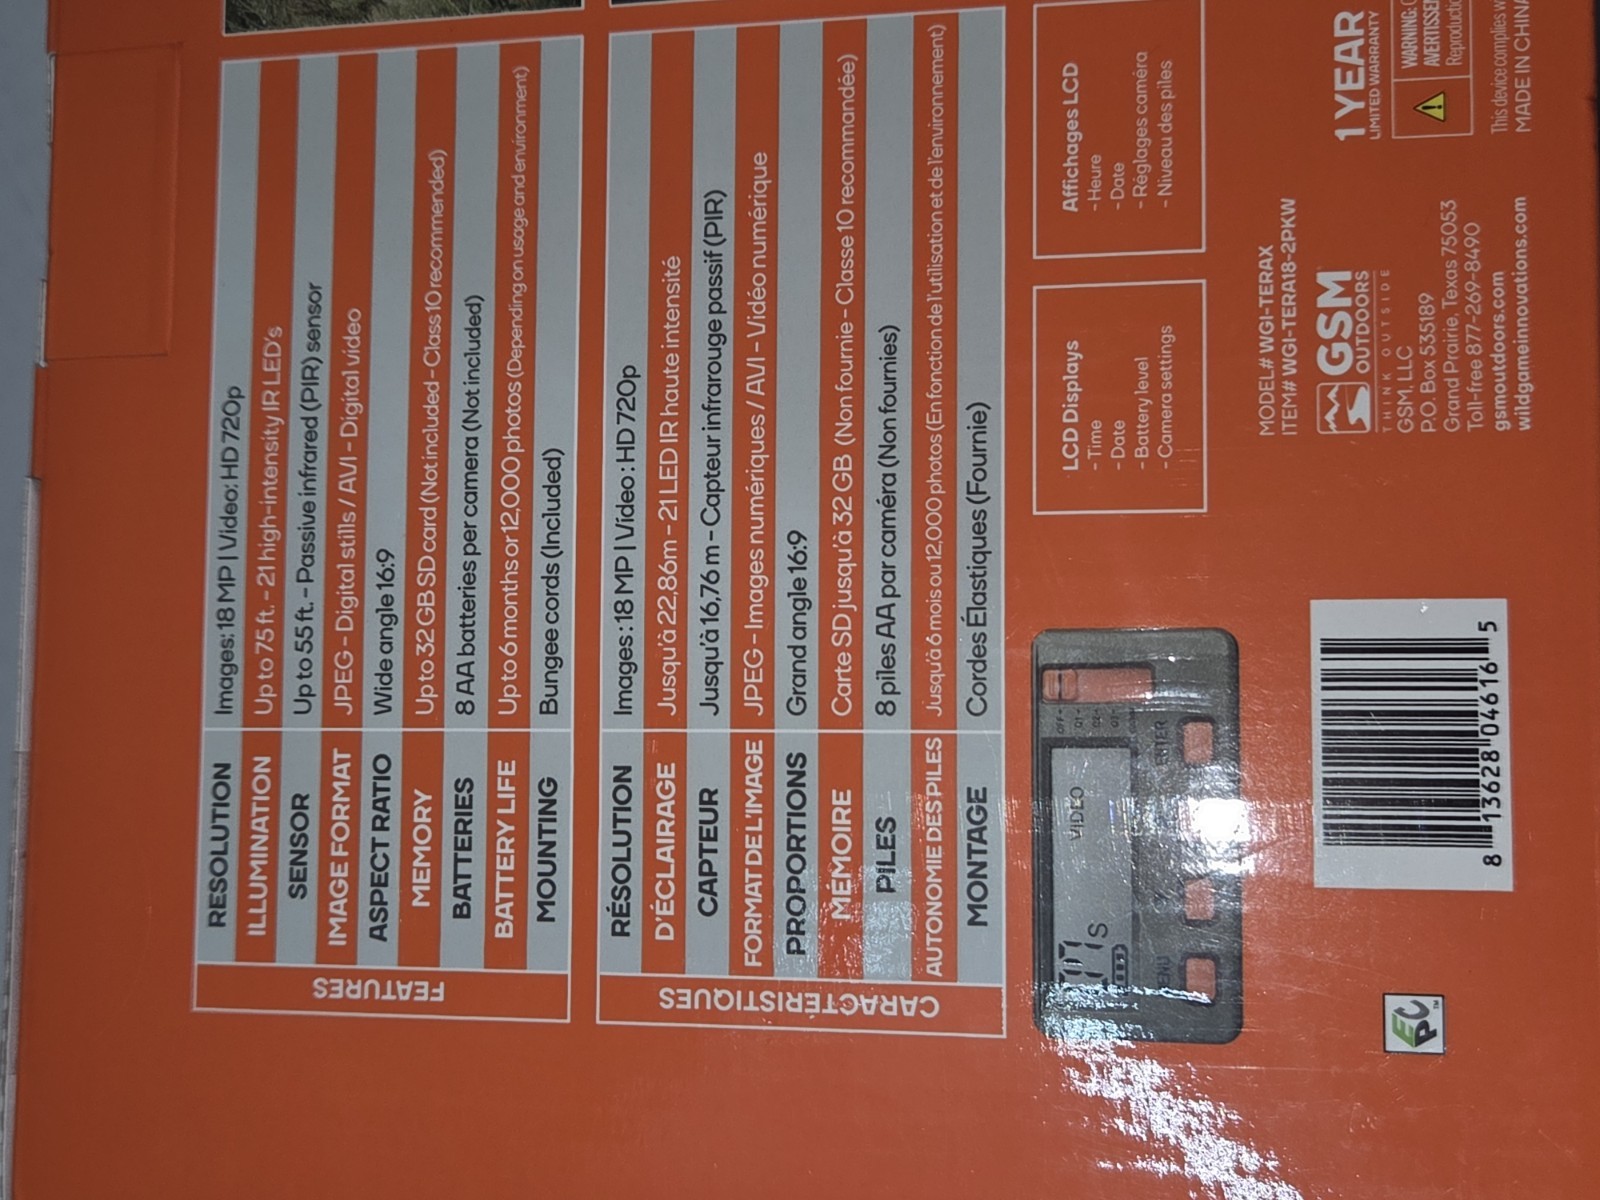 FEATURES
RESOLUTION Images: 18 MP | Video: HD 720p
ILLUMINATION Up to 75 ft. - 21 high-intensity IR LED's
SENSOR Up to 55 ft. - Passive infrared (PIR) sensor
IMAGE FORMAT JPEG - Digital stills / AVI - Digital video
ASPECT RATIO Wide angle 16:9
MEMORY Up to 32 GB SD card (Not included - Class 10 recommended)
BATTERIES 8 AA batteries per camera (Not included)
BATTERY LIFE Up to 6 months or 12,000 photos (Depending on usage and environment)
MOUNTING Bungee cords (Included)
CARACTÉRISTIQUES
RÉSOLUTION Images : 18 MP | Video : HD 720p
D'ÉCLAIRAGE Jusqu'à 22,86m - 21 LED IR haute intensité
CAPTEUR Jusqu'à 16,76 m - Capteur infrarouge passif (PIR)
FORMAT DE L'IMAGE JPEG - Images numériques / AVI - Vidéo numérique
PROPORTIONS Grand angle 16:9
MÉMOIRE Carte SD jusqu'à 32 GB (Non fournie - Classe 10 recommandée)
PILES 8 piles AA par caméra (Non fournies)
AUTONOMIE DES PILES Jusqu'à 6 mois ou 12,000 photos (En fonction de l'utilisation et de l'environnement)
MONTAGE Cordes Élastiques (Fournie)
VIDEO
S
OFF
ENTER
LCD Displays
- Time
- Date
- Battery level
- Camera settings
Affichages LCD
- Heure
- Date
- Réglages caméra
- Niveau des piles
MODEL# WGI-TERAX
ITEM# WGI-TERA18-2PKW
GSM
OUTDOORS
THINK OUTSIDE
GSM, LLC
P.O. Box 535189
Grand Prairie, Texas 75053
Toll-free 877-269-8490
gsmoutdoors.com
wildgameinnovations.com
1 YEAR
LIMITED WARRANTY
WARNING:
Reproductio
This device complies w
MADE IN CHINA
8 13628 04616 5
EPC™